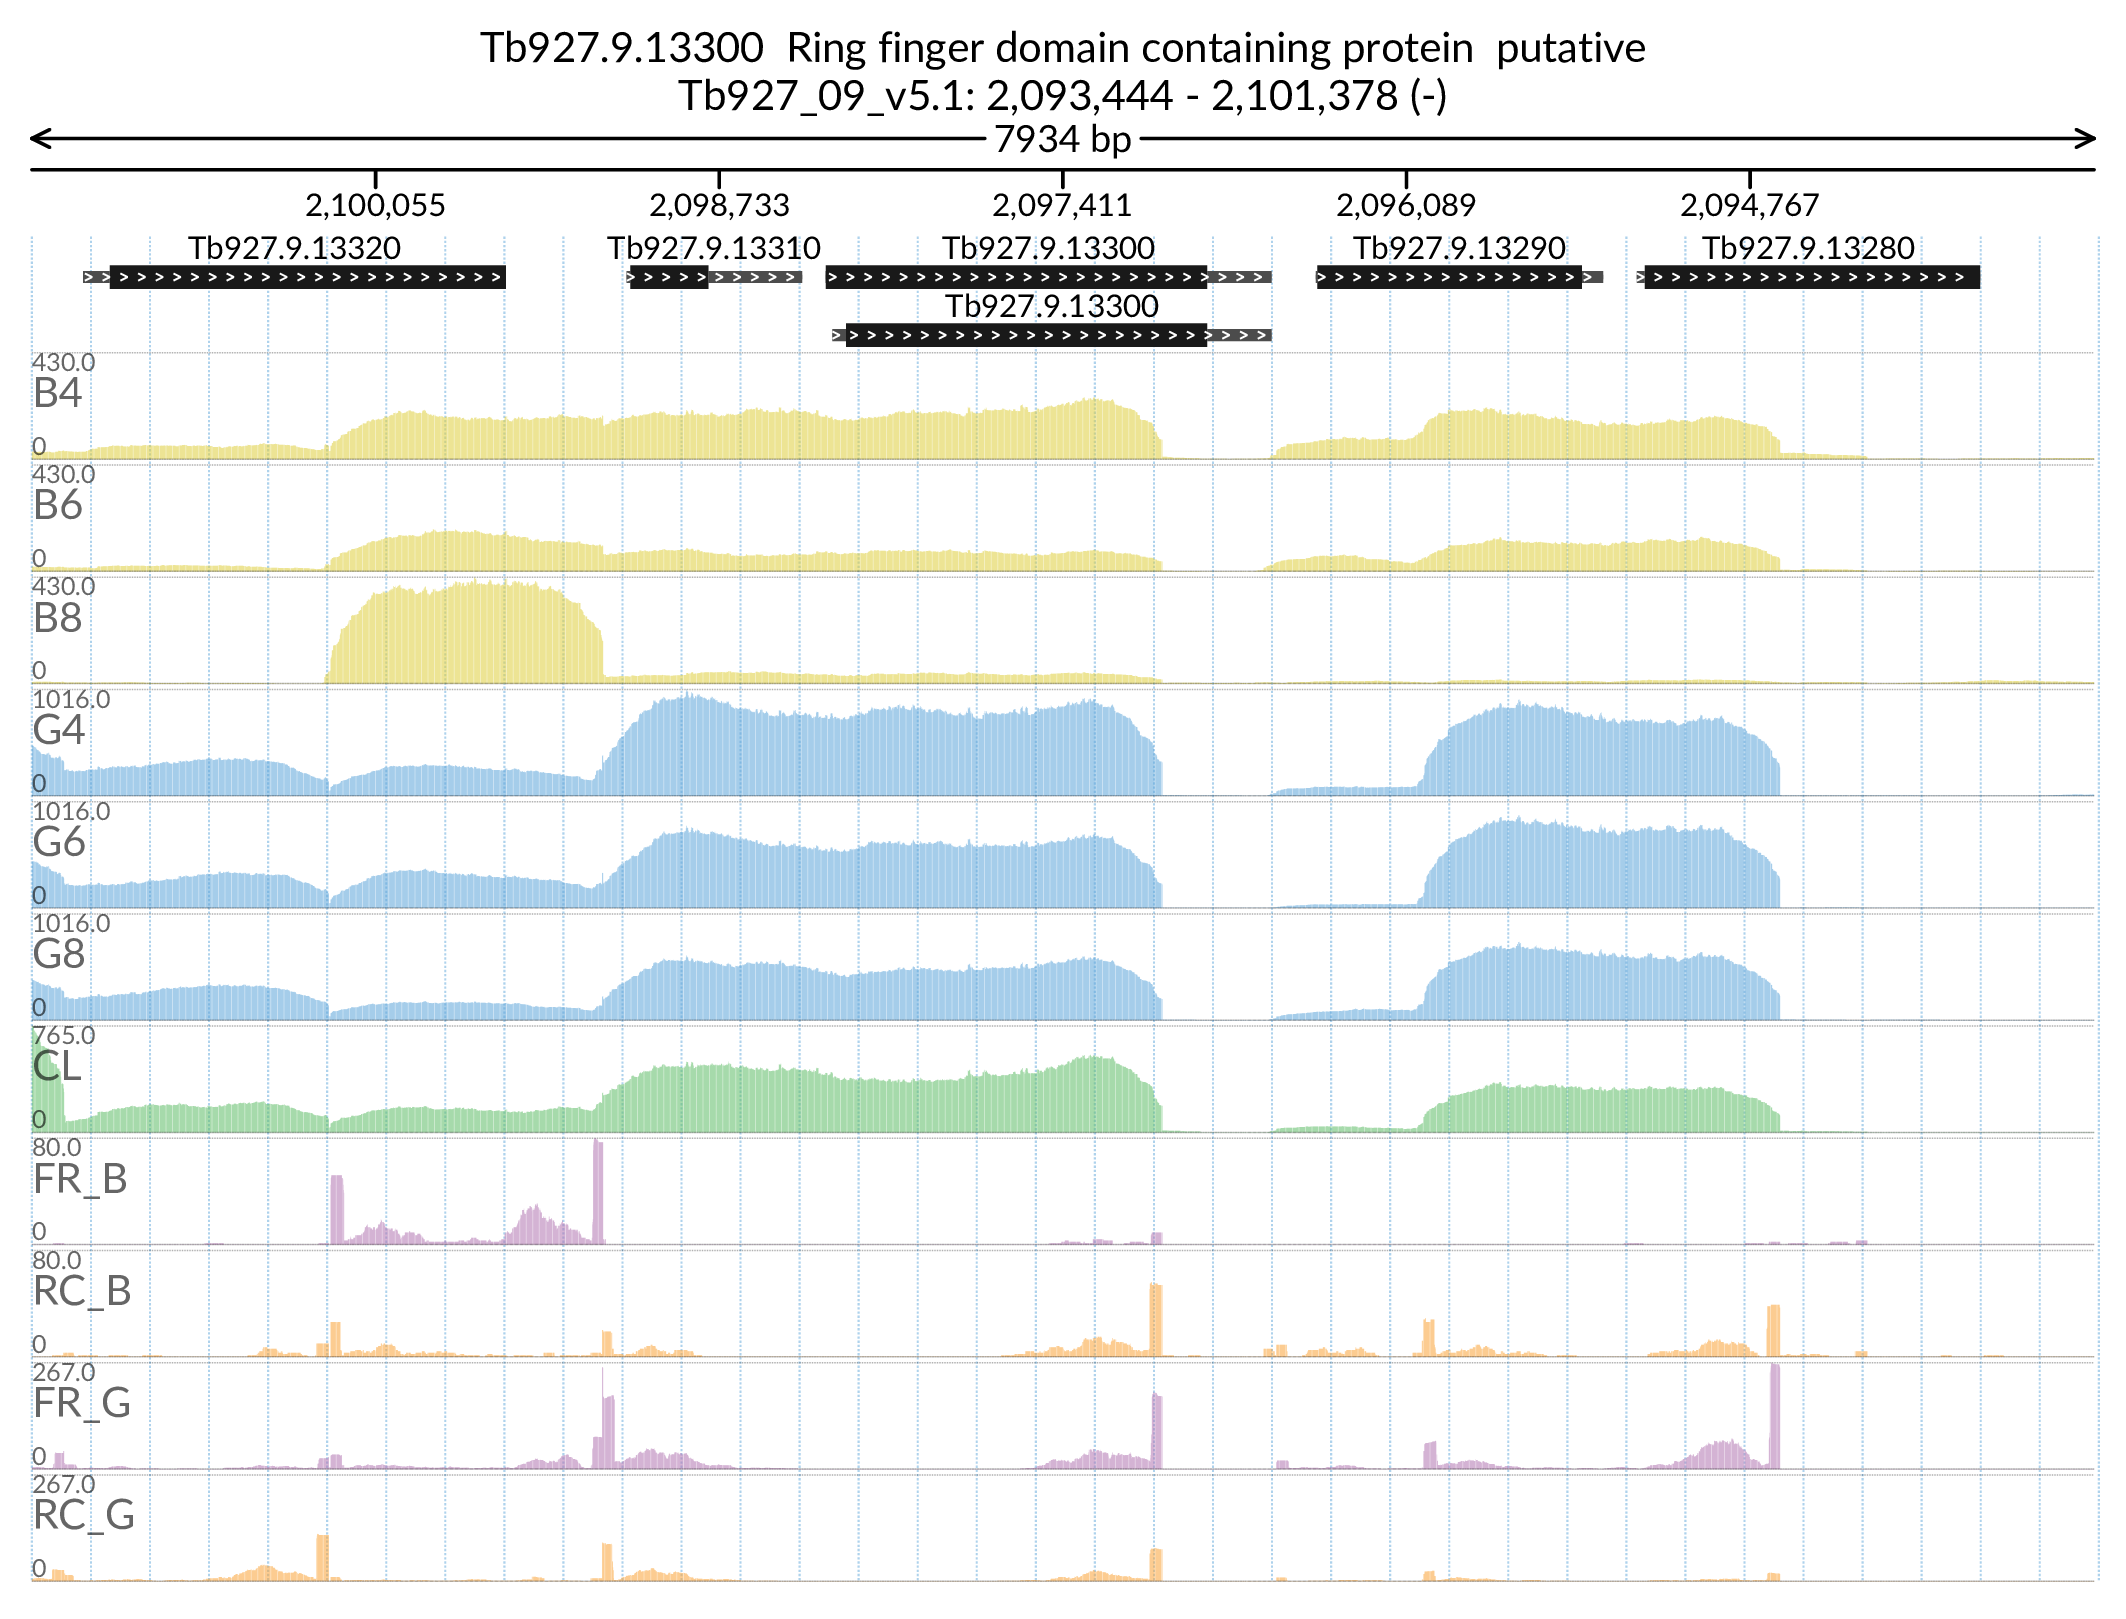 Tb927.9.13300  Ring finger domain containing protein  putative
Tb927_09_v5.1: 2,093,444 - 2,101,378 (-)
7934 bp
2,100,055 2,098,733 2,097,411 2,096,089 2,094,767
Tb927.9.13320 Tb927.9.13310 Tb927.9.13300 Tb927.9.13290 Tb927.9.13280
Tb927.9.13300
430.0
B4
0
430.0
B6
0
430.0
B8
0
1016.0
G4
0
1016.0
G6
0
1016.0
G8
0
765.0
CL
0
80.0
FR_B
0
80.0
RC_B
0
267.0
FR_G
0
267.0
RC_G
0